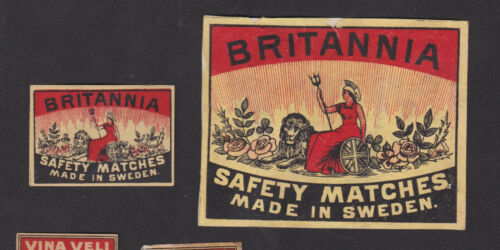 BRITANNIA
SAFETY MATCHES
MADE IN SWEDEN.
BRITANNIA
SAFETY MATCHES
MADE IN SWEDEN.
VINA VELI